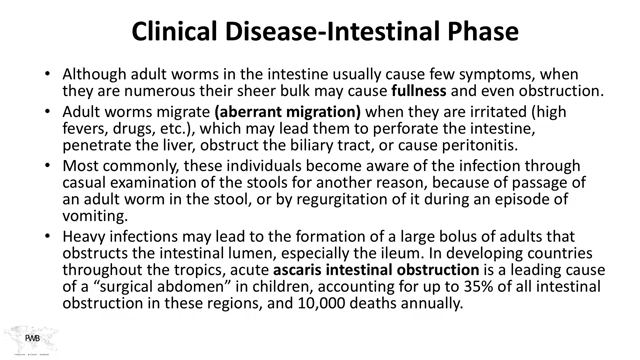 Clinical Disease-Intestinal Phase
• Although adult worms in the intestine usually cause few symptoms, when
they are numerous their sheer bulk may cause fullness and even obstruction.
• Adult worms migrate (aberrant migration) when they are irritated (high
fevers, drugs, etc.), which may lead them to perforate the intestine,
penetrate the liver, obstruct the biliary tract, or cause peritonitis.
• Most commonly, these individuals become aware of the infection through
casual examination of the stools for another reason, because of passage of
an adult worm in the stool, or by regurgitation of it during an episode of
vomiting.
• Heavy infections may lead to the formation of a large bolus of adults that
obstructs the intestinal lumen, especially the ileum. In developing countries
throughout the tropics, acute ascaris intestinal obstruction is a leading cause
of a “surgical abdomen” in children, accounting for up to 35% of all intestinal
obstruction in these regions, and 10,000 deaths annually.
PWB